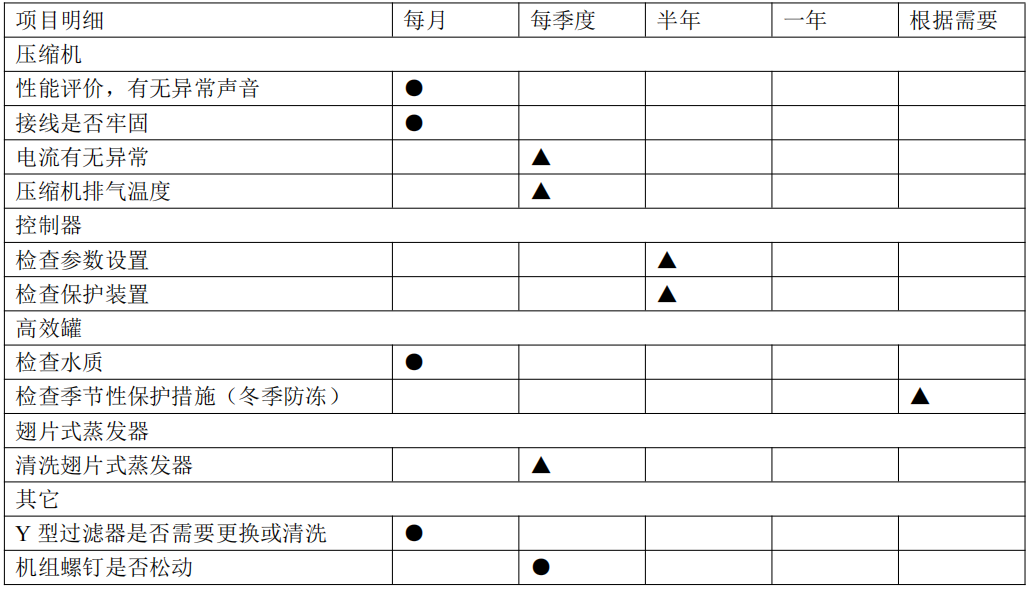 项目明细 每月 每季度 半年 一年 根据需要
压缩机
性能评价，有无异常声音 ●
接线是否牢固 ●
电流有无异常 ▲
压缩机排气温度 ▲
控制器
检查参数设置 ▲
检查保护装置 ▲
高效罐
检查水质 ●
检查季节性保护措施（冬季防冻） ▲
翅片式蒸发器
清洗翅片式蒸发器 ▲
其它
Y 型过滤器是否需要更换或清洗 ●
机组螺钉是否松动 ●